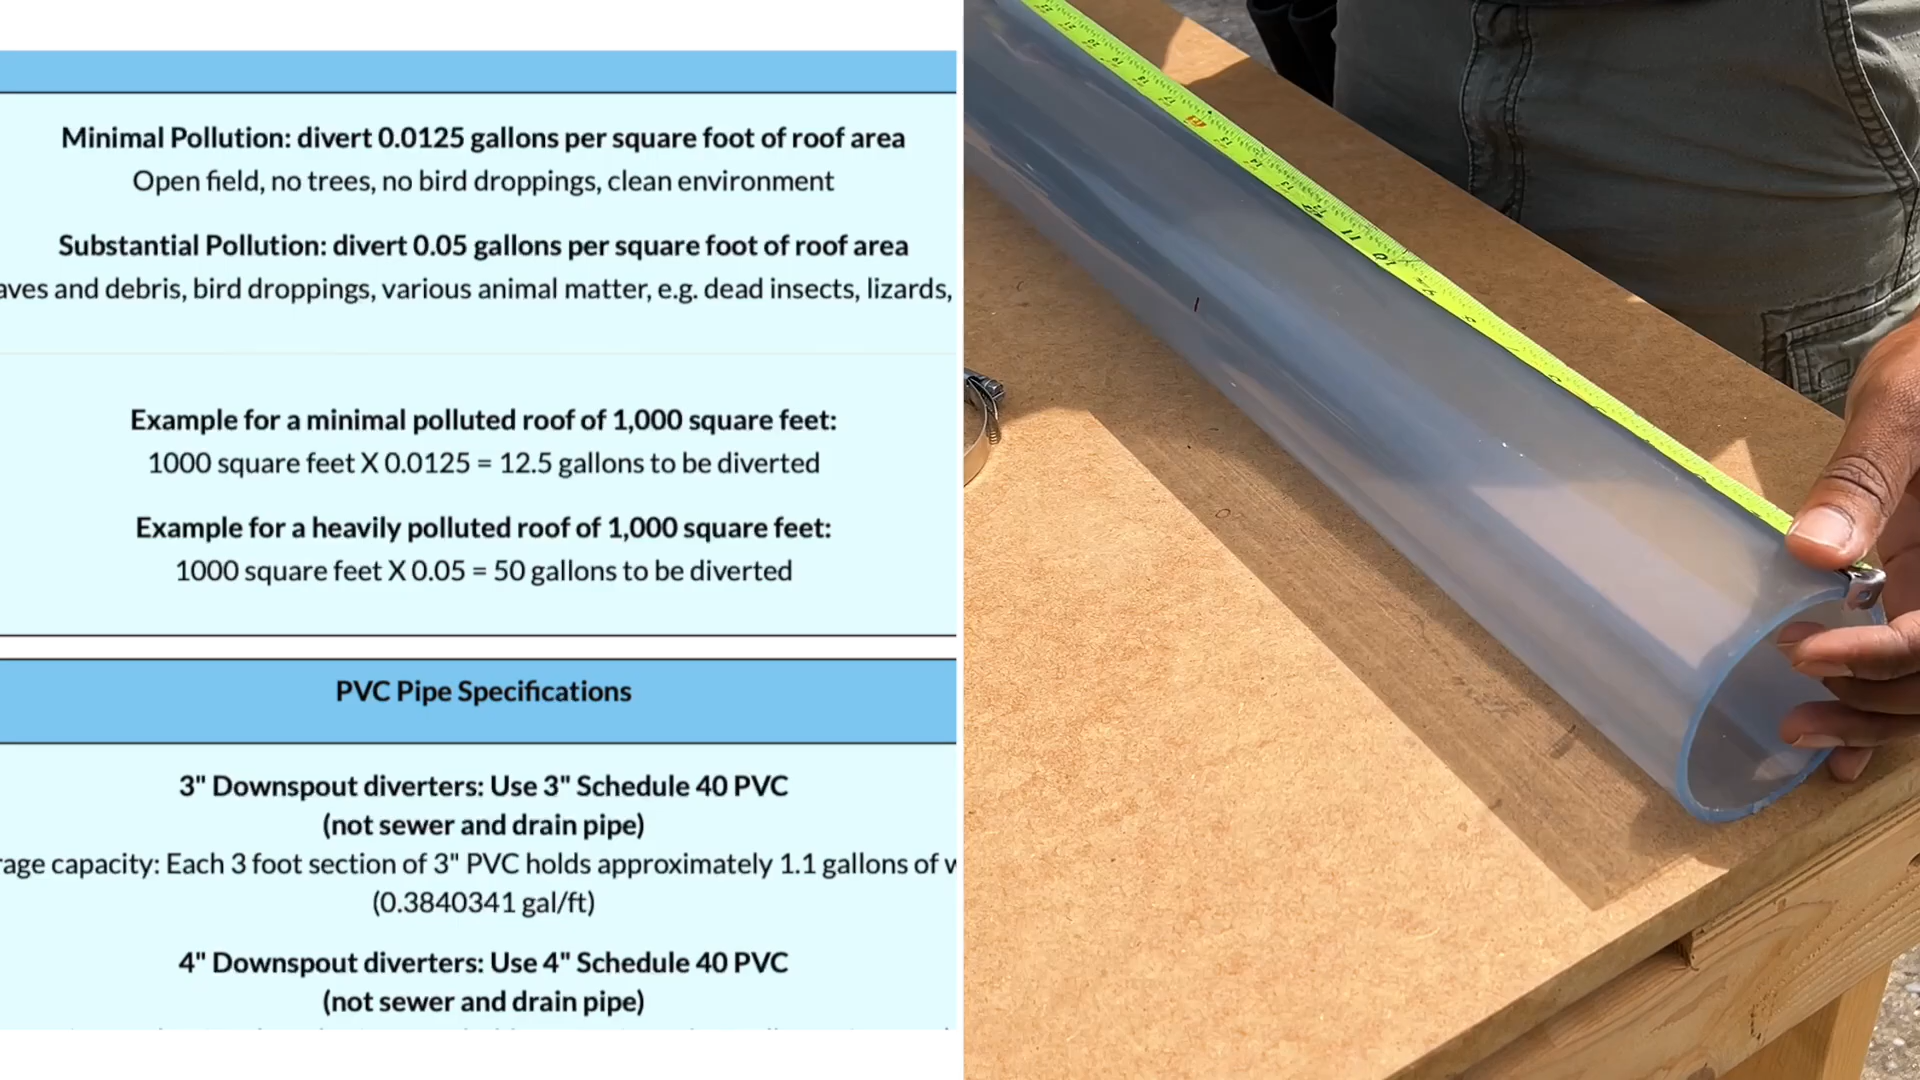 Minimal Pollution: divert 0.0125 gallons per square foot of roof area
Open field, no trees, no bird droppings, clean environment
Substantial Pollution: divert 0.05 gallons per square foot of roof area
and debris, bird droppings, various animal matter, e.g. dead insects, lizards,
Example for a minimal polluted roof of 1,000 square feet:
1000 square feet X 0.0125 = 12.5 gallons to be diverted
Example for a heavily polluted roof of 1,000 square feet:
1000 square feet X 0.05 = 50 gallons to be diverted
PVC Pipe Specifications
3" Downspout diverters: Use 3" Schedule 40 PVC
(not sewer and drain pipe)
capacity: Each 3 foot section of 3" PVC holds approximately 1.1 gallons of
(0.3840341 gal/ft)
4" Downspout diverters: Use 4" Schedule 40 PVC
(not sewer and drain pipe)